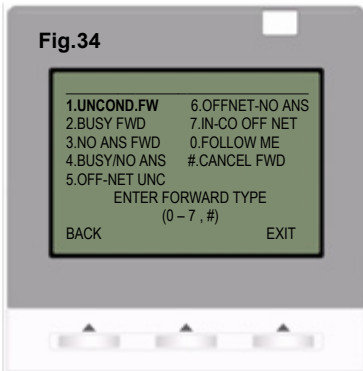 Fig.34
1.UNCOND.FW 6.OFFNET-NO ANS
2.BUSY FWD 7.IN-CO OFF NET
3.NO ANS FWD 0.FOLLOW ME
4.BUSY/NO ANS #.CANCEL FWD
5.OFF-NET UNC
ENTER FORWARD TYPE
(0 – 7 , #)
BACK EXIT